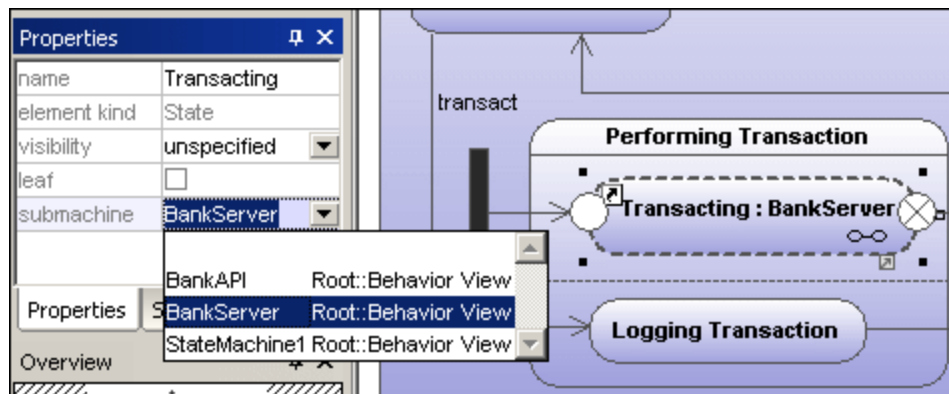 Properties
name Transacting
element kind State
visibility unspecified
leaf
submachine BankServer
BankAPI Root::Behavior View
BankServer Root::Behavior View
StateMachine1 Root::Behavior View
Properties S
Overview
transact
Performing Transaction
Transacting : BankServer
Logging Transaction